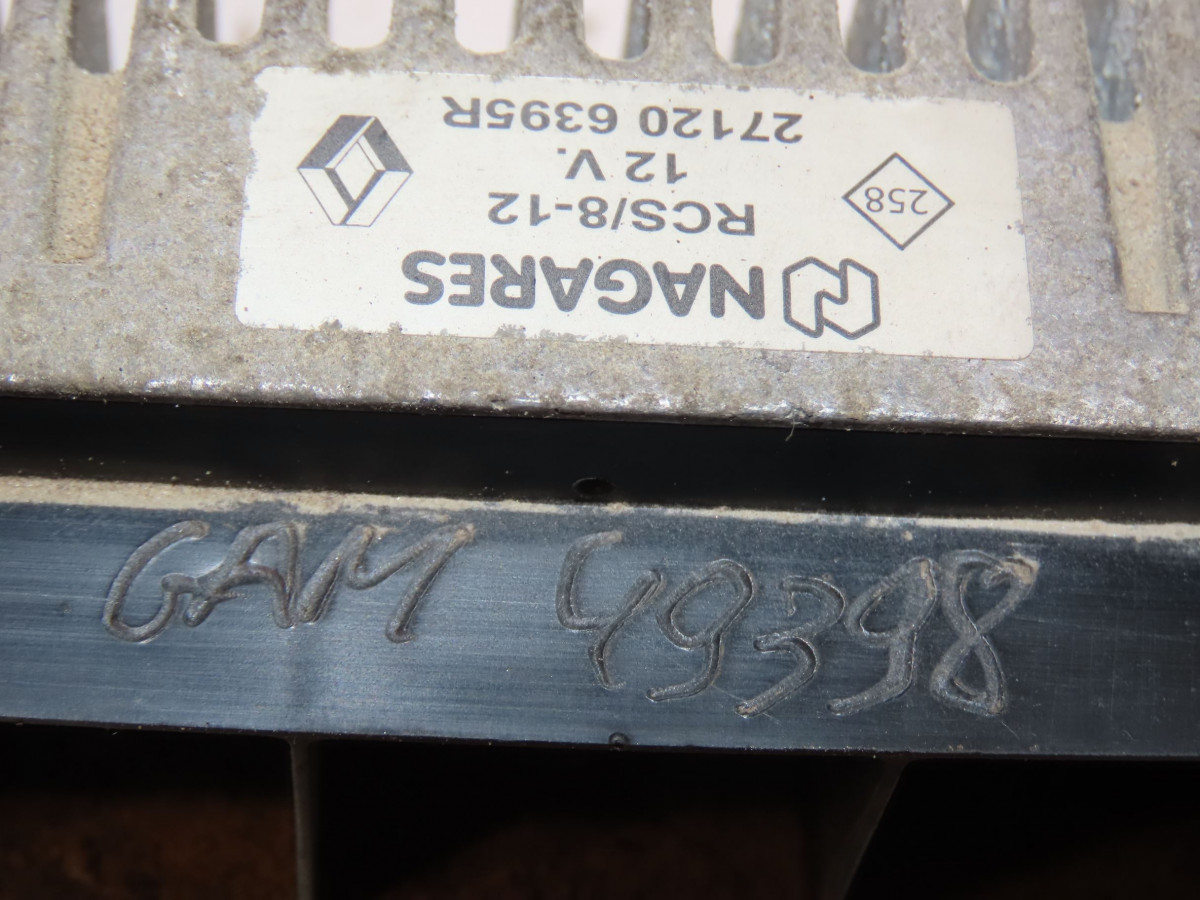 NAGARES
RCS/8-12
12 V.
27120 6395R
258
GAM 49398